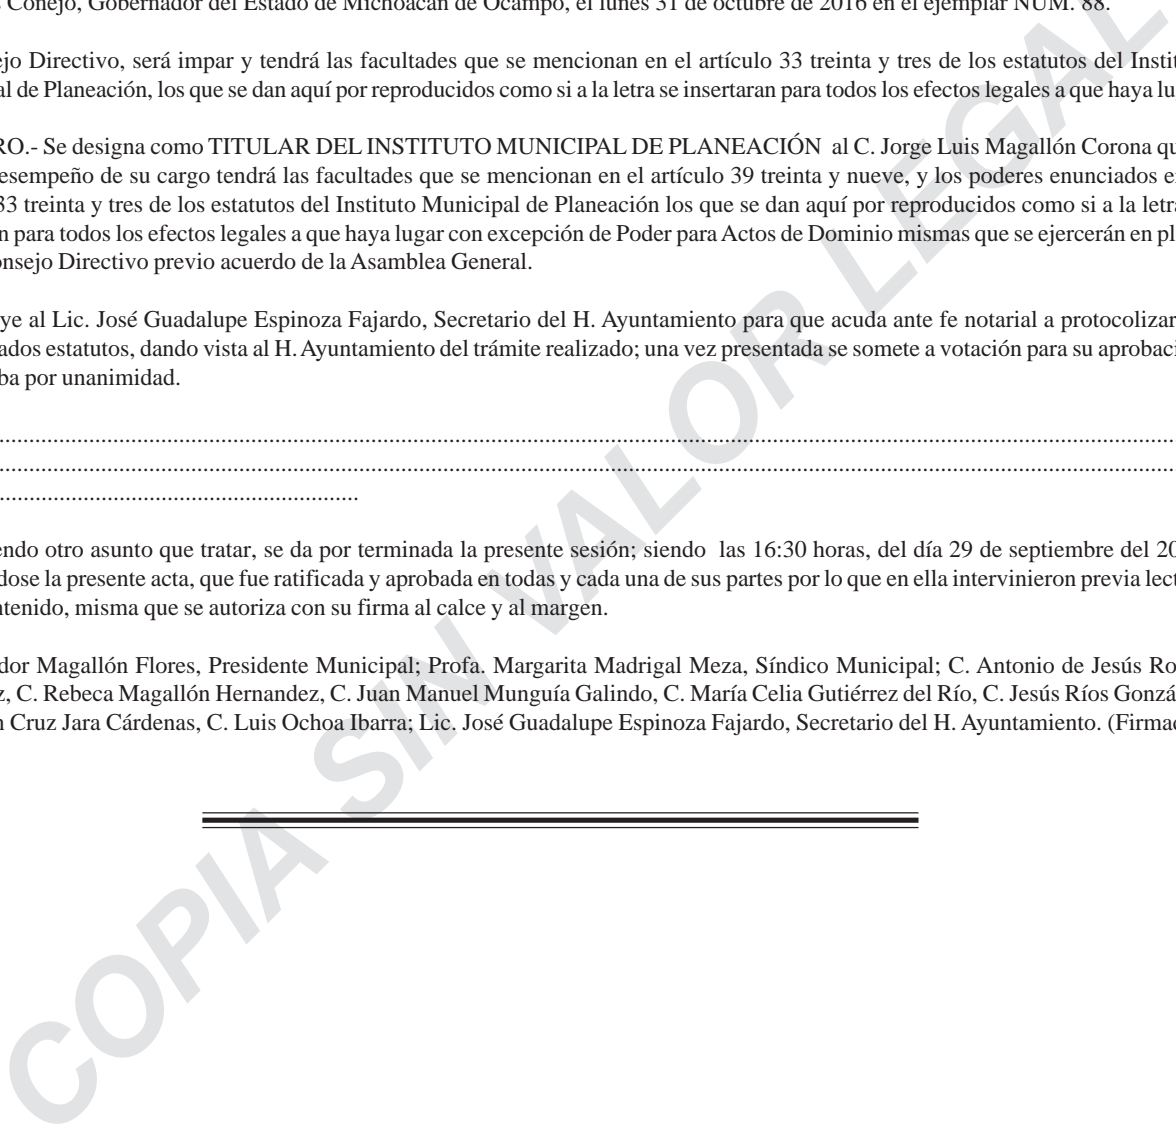 Conejo, Gobernador del Estado de Michoacán de Ocampo, el lunes 31 de octubre de 2016 en el ejemplar NÚM. 88.
ejo Directivo, será impar y tendrá las facultades que se mencionan en el artículo 33 treinta y tres de los estatutos del Instit
al de Planeación, los que se dan aquí por reproducidos como si a la letra se insertaran para todos los efectos legales a que haya lu
RO.- Se designa como TITULAR DEL INSTITUTO MUNICIPAL DE PLANEACIÓN al C. Jorge Luis Magallón Corona qu
esempeño de su cargo tendrá las facultades que se mencionan en el artículo 39 treinta y nueve, y los poderes enunciados e
33 treinta y tres de los estatutos del Instituto Municipal de Planeación los que se dan aquí por reproducidos como si a la letra
n para todos los efectos legales a que haya lugar con excepción de Poder para Actos de Dominio mismas que se ejercerán en pl
onsejo Directivo previo acuerdo de la Asamblea General.
ye al Lic. José Guadalupe Espinoza Fajardo, Secretario del H. Ayuntamiento para que acuda ante fe notarial a protocolizar
ados estatutos, dando vista al H. Ayuntamiento del trámite realizado; una vez presentada se somete a votación para su aprobaci
ba por unanimidad.
endo otro asunto que tratar, se da por terminada la presente sesión; siendo las 16:30 horas, del día 29 de septiembre del 20
dose la presente acta, que fue ratificada y aprobada en todas y cada una de sus partes por lo que en ella intervinieron previa lect
ntenido, misma que se autoriza con su firma al calce y al margen.
dor Magallón Flores, Presidente Municipal; Profa. Margarita Madrigal Meza, Síndico Municipal; C. Antonio de Jesús Ro
z, C. Rebeca Magallón Hernandez, C. Juan Manuel Munguía Galindo, C. María Celia Gutiérrez del Río, C. Jesús Ríos Gonzá
n Cruz Jara Cárdenas, C. Luis Ochoa Ibarra; Lic. José Guadalupe Espinoza Fajardo, Secretario del H. Ayuntamiento. (Firmad
COPIA SIN VALOR LEGAL